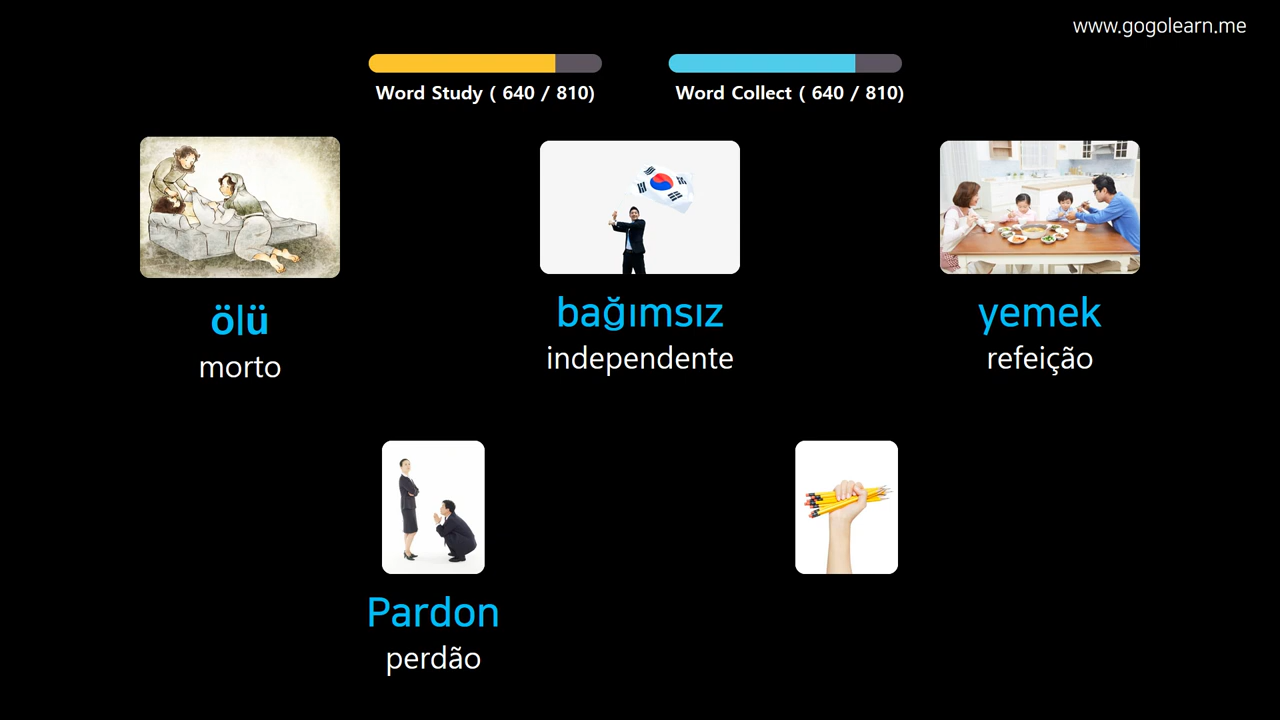 www.gogolearn.me
Word Study ( 640 / 810)
Word Collect ( 640 / 810)
ölü
morto
bağımsız
independente
yemek
refeição
Pardon
perdão